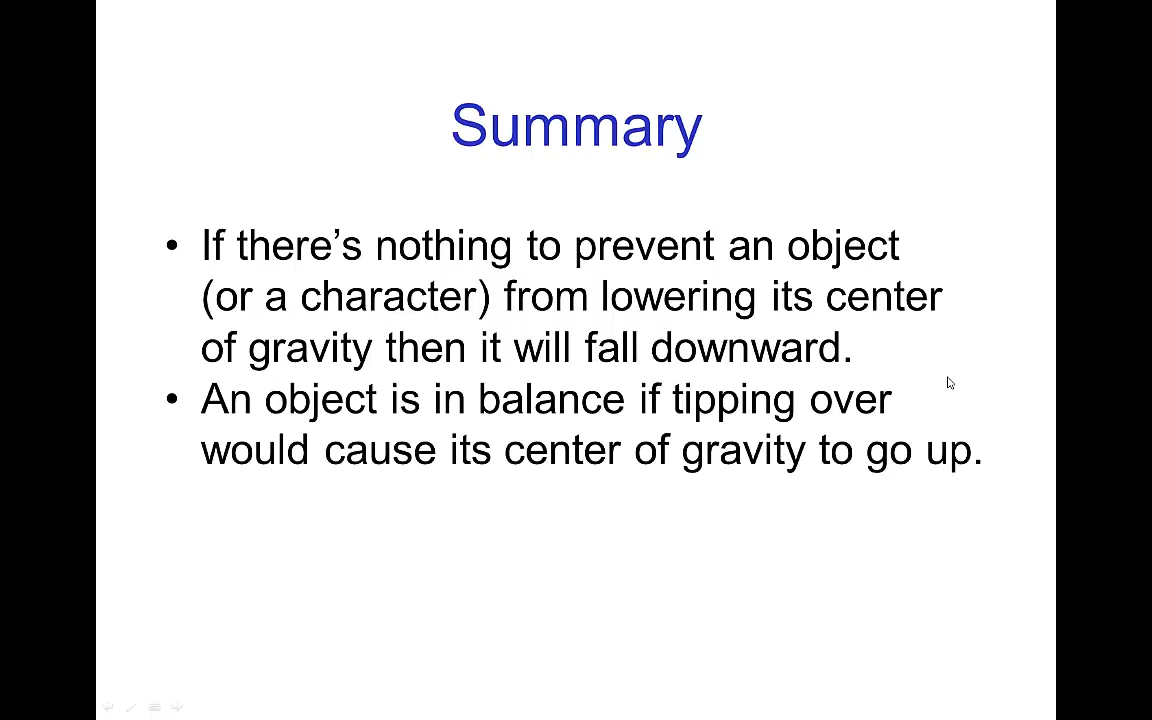 Summary
• If there’s nothing to prevent an object
(or a character) from lowering its center
of gravity then it will fall downward.
• An object is in balance if tipping over
would cause its center of gravity to go up.